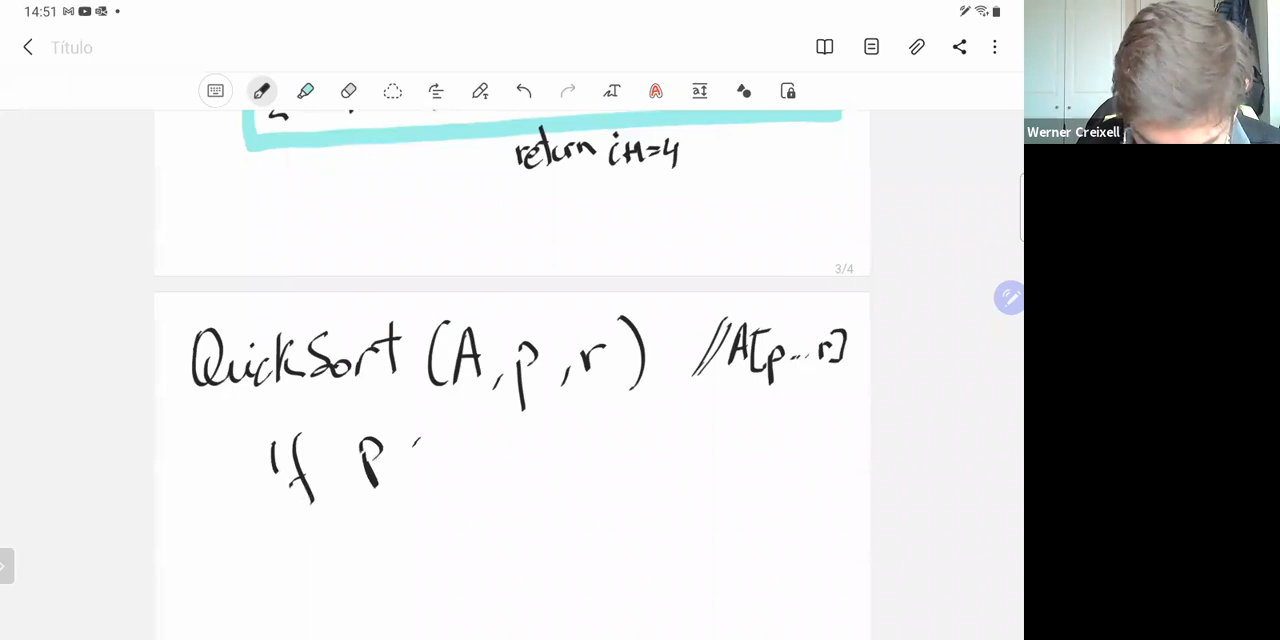 14:51
Título
Werner Creixell
return i+1=4
3/4
QuickSort (A, p, r) //A[p...r]
if p